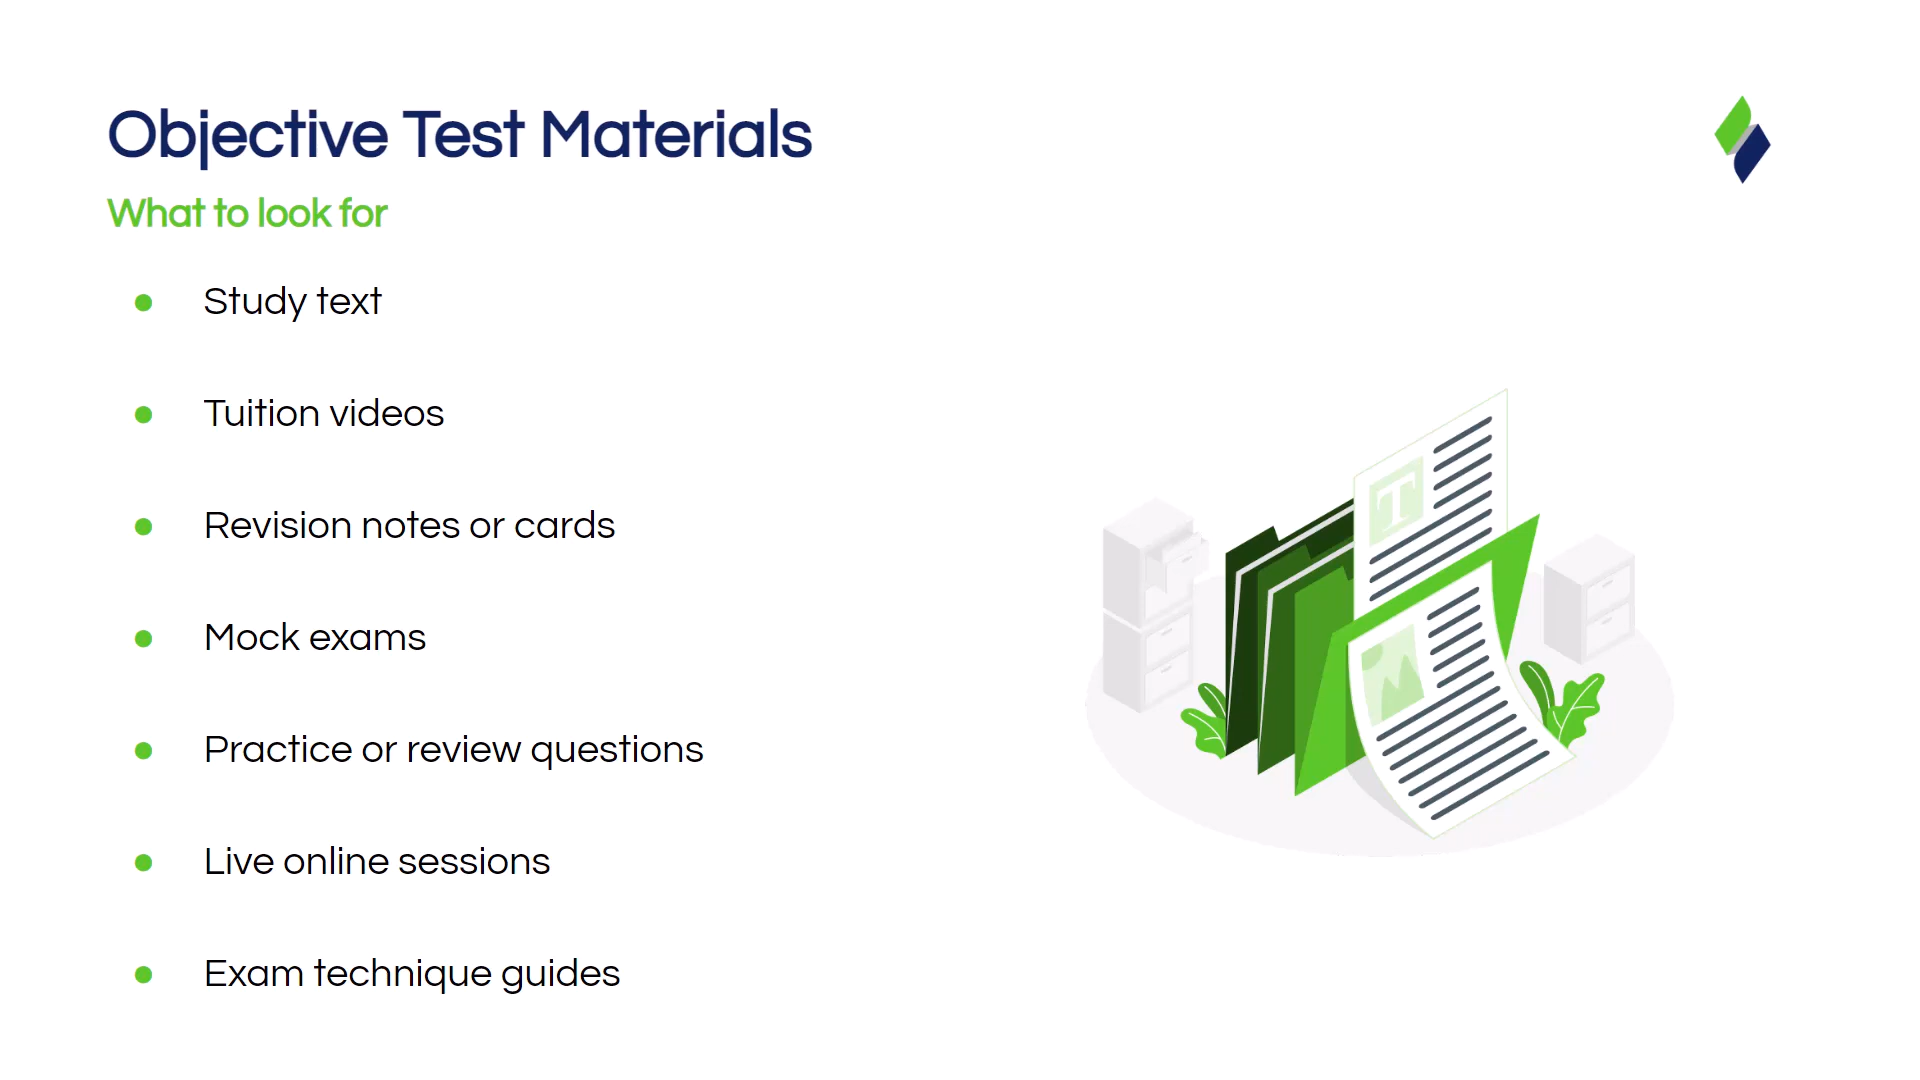 Objective Test Materials
What to look for
Study text
Tuition videos
Revision notes or cards
Mock exams
Practice or review questions
Live online sessions
Exam technique guides
T